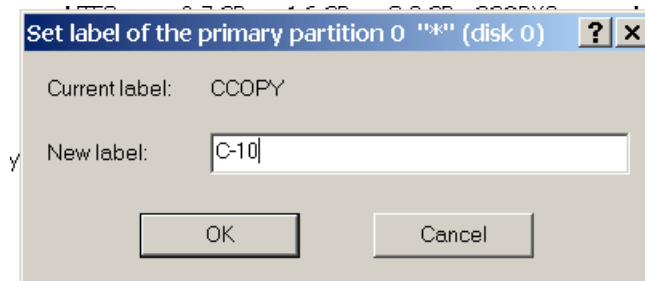 Set label of the primary partition 0 "*" (disk 0) ? ×
Current label: CCOPY
New label: C-10
y
OK Cancel